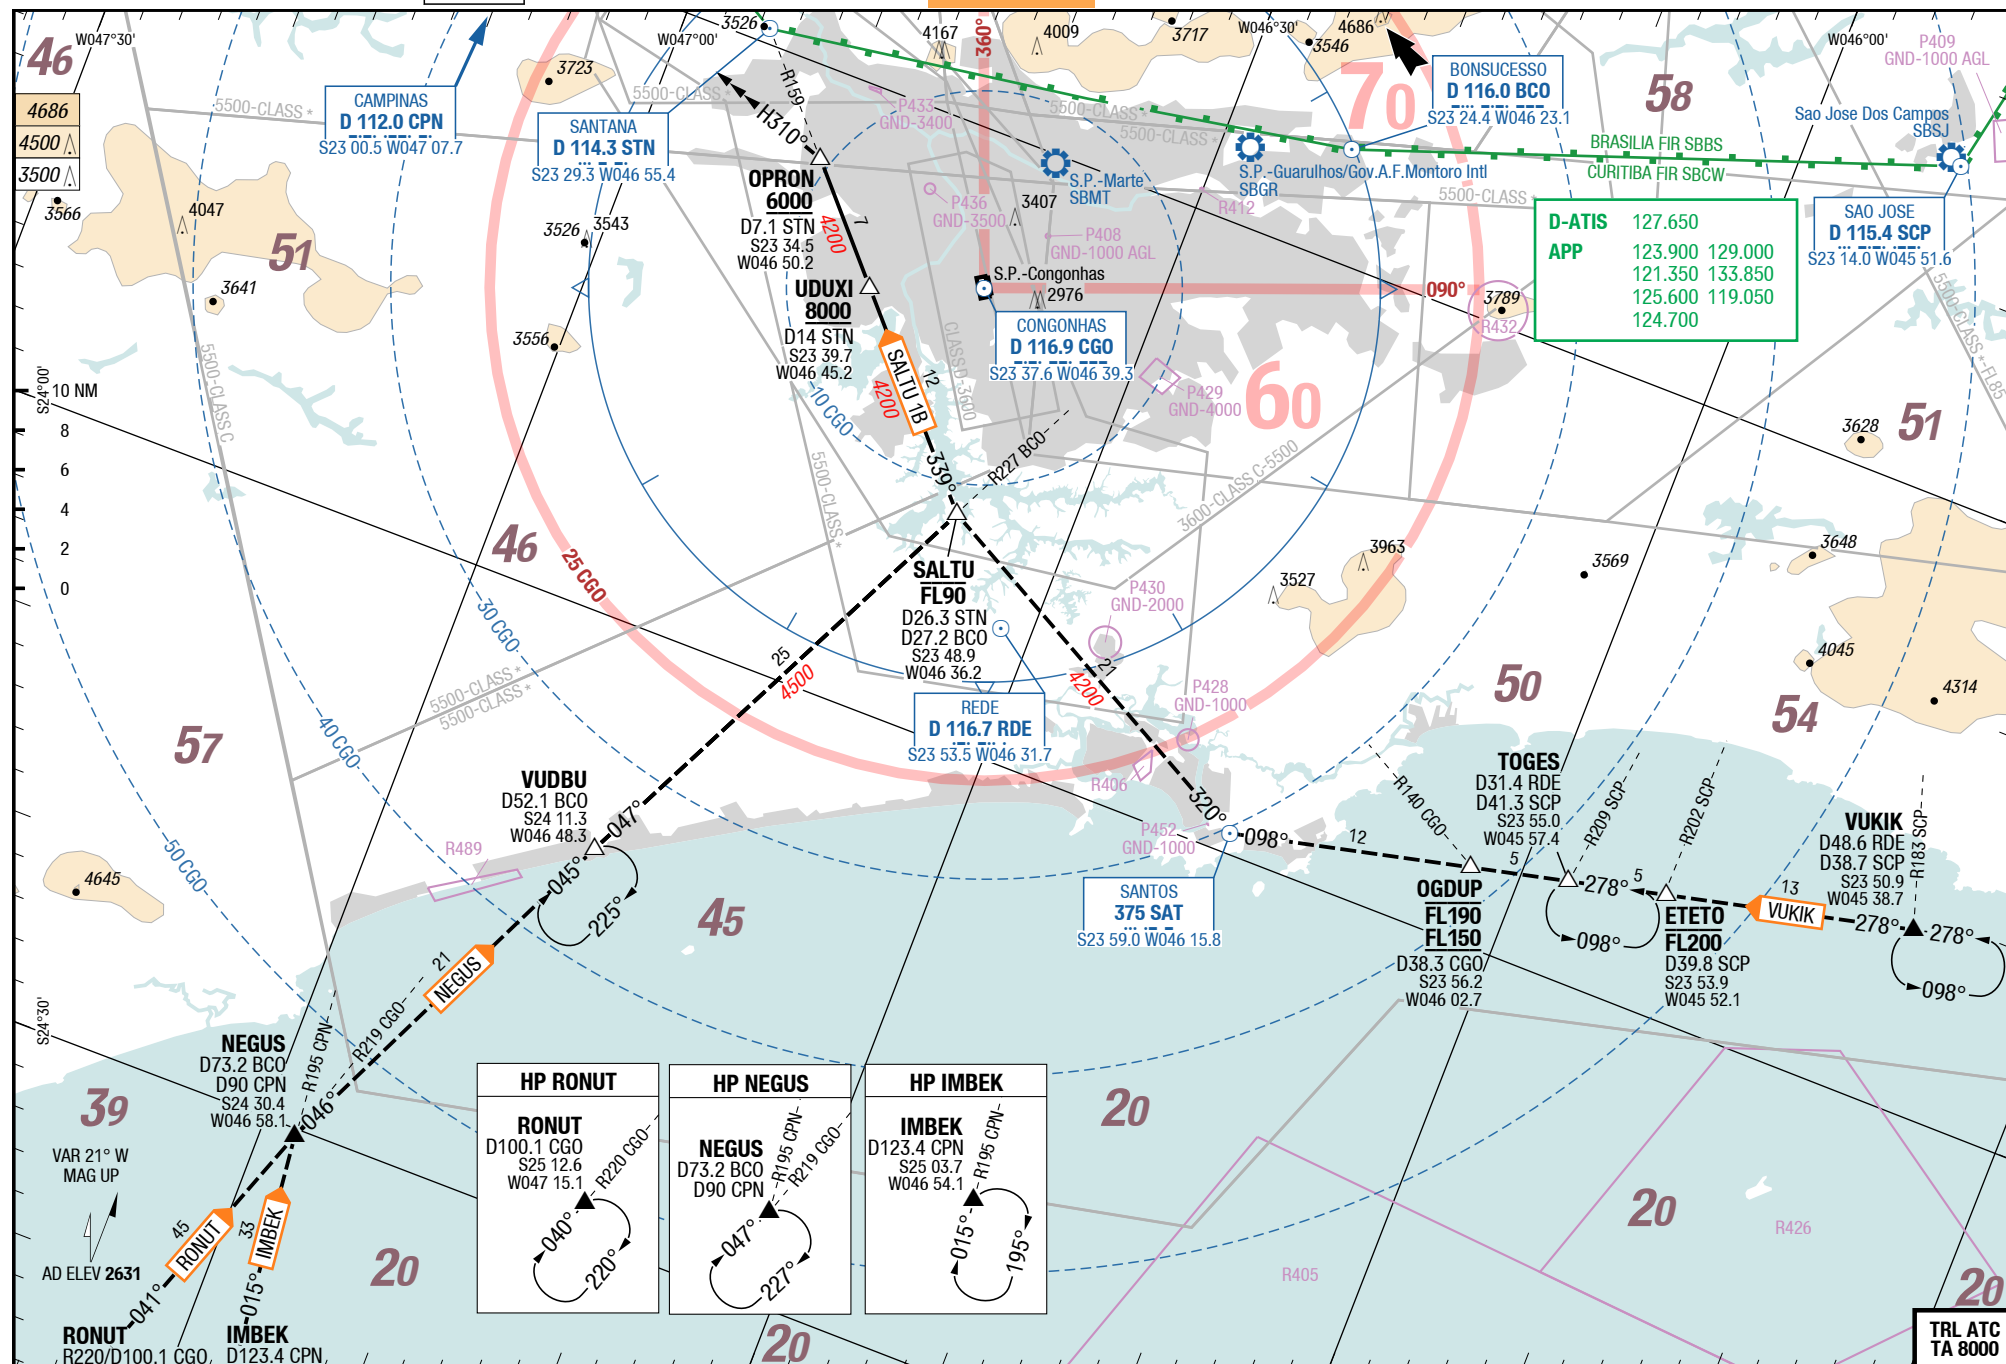 46
W047°30'
W047°00'
3526
4167
4009
360°
3717
W046°30'
3546
4686
W046°00'
P409
GND-1000 AGL
4686
4500
3500
3566
5500-CLASS *
CAMPINAS
D 112.0 CPN
S23 00.5 W047 07.7
3723
5500-CLASS *
R159
H310°
SANTANA
D 114.3 STN
S23 29.3 W046 55.4
P433
GND-3400
5500-CLASS *
5500-CLASS *
70
BONSUCESSO
D 116.0 BCO
S23 24.4 W046 23.1
58
Sao Jose Dos Campos
SBSJ
BRASILIA FIR SBBS
CURITIBA FIR SBCW
5500-CLASS *
S.P.-Guarulhos/Gov.A.F.Montoro Intl
SBGR
S.P.-Marte
SBMT
R412
P436
GND-3500
3407
P408
GND-1000 AGL
OPRON
6000
D7.1 STN
S23 34.5
W046 50.2
7
4200
4047
51
3526
3543
3641
3556
UDUXI
8000
D14 STN
S23 39.7
W046 45.2
S.P.-Congonhas
2976
CONGONHAS
D 116.9 CGO
S23 37.6 W046 39.3
090°
3789
R432
D-ATIS 127.650
APP 123.900 129.000
121.350 133.850
125.600 119.050
124.700
SAO JOSE
D 115.4 SCP
S23 14.0 W045 51.6
5500-CLASS *-FL85
5500-CLASS C
S24°00'
10 NM
8
6
4
2
0
SALTU 1B
12
4200
CLASS D-3600
10 CGO
P429
GND-4000
60
3628
51
339°
R227 BCO
5500-CLASS *
3600-CLASS C-5500
46
25 CGO
30 CGO
3963
3527
3569
3648
SALTU
FL90
D26.3 STN
D27.2 BCO
S23 48.9
W046 36.2
P430
GND-2000
4045
4314
25
4500
21
4200
5500-CLASS *
5500-CLASS *
REDE
D 116.7 RDE
S23 53.5 W046 31.7
P428
GND-1000
50
54
57
40 CGO
VUDBU
D52.1 BCO
S24 11.3
W046 48.3
047°
R406
320°
R140 CGO
TOGES
D31.4 RDE
D41.3 SCP
S23 55.0
W045 57.4
R209 SCP
R202 SCP
R183 SCP
VUKIK
D48.6 RDE
D38.7 SCP
S23 50.9
W045 38.7
P452
GND-1000
098°
12
5
278°
5
13
VUKIK
278°
278°
098°
098°
R489
045°
225°
50 CGO
4645
45
SANTOS
375 SAT
S23 59.0 W046 15.8
OGDUP
FL190
FL150
D38.3 CGO
S23 56.2
W046 02.7
ETETO
FL200
D39.8 SCP
S23 53.9
W045 52.1
21
NEGUS
S24°30'
NEGUS
D73.2 BCO
D90 CPN
S24 30.4
W046 58.1
R195 CPN
R219 CGO
046°
39
VAR 21° W
MAG UP
AD ELEV 2631
45
RONUT
33
IMBEK
041°
015°
RONUT
R220/D100.1 CGO
IMBEK
D123.4 CPN
20
HP RONUT
RONUT
D100.1 CGO
S25 12.6
W047 15.1
R220 CGO
040°
220°
HP NEGUS
NEGUS
D73.2 BCO
D90 CPN
R195 CPN
R219 CGO
047°
227°
HP IMBEK
IMBEK
D123.4 CPN
S25 03.7
W046 54.1
R195 CPN
015°
195°
20
20
20
R405
R426
20
TRL ATC
TA 8000